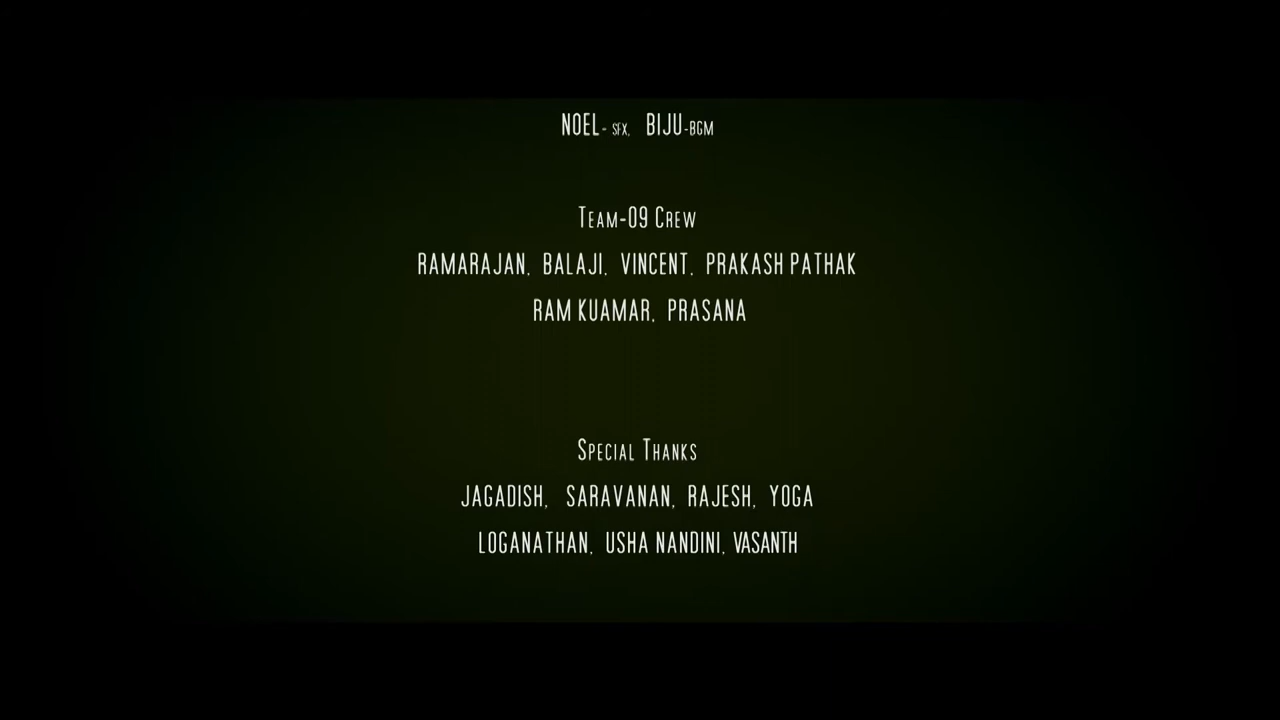 NOEL- SFX, BIJU-BGM
TEAM-09 CREW
RAMARAJAN, BALAJI, VINCENT, PRAKASH PATHAK
RAM KUAMAR, PRASANA
SPECIAL THANKS
JAGADISH, SARAVANAN, RAJESH, YOGA
LOGANATHAN, USHA NANDINI, VASANTH